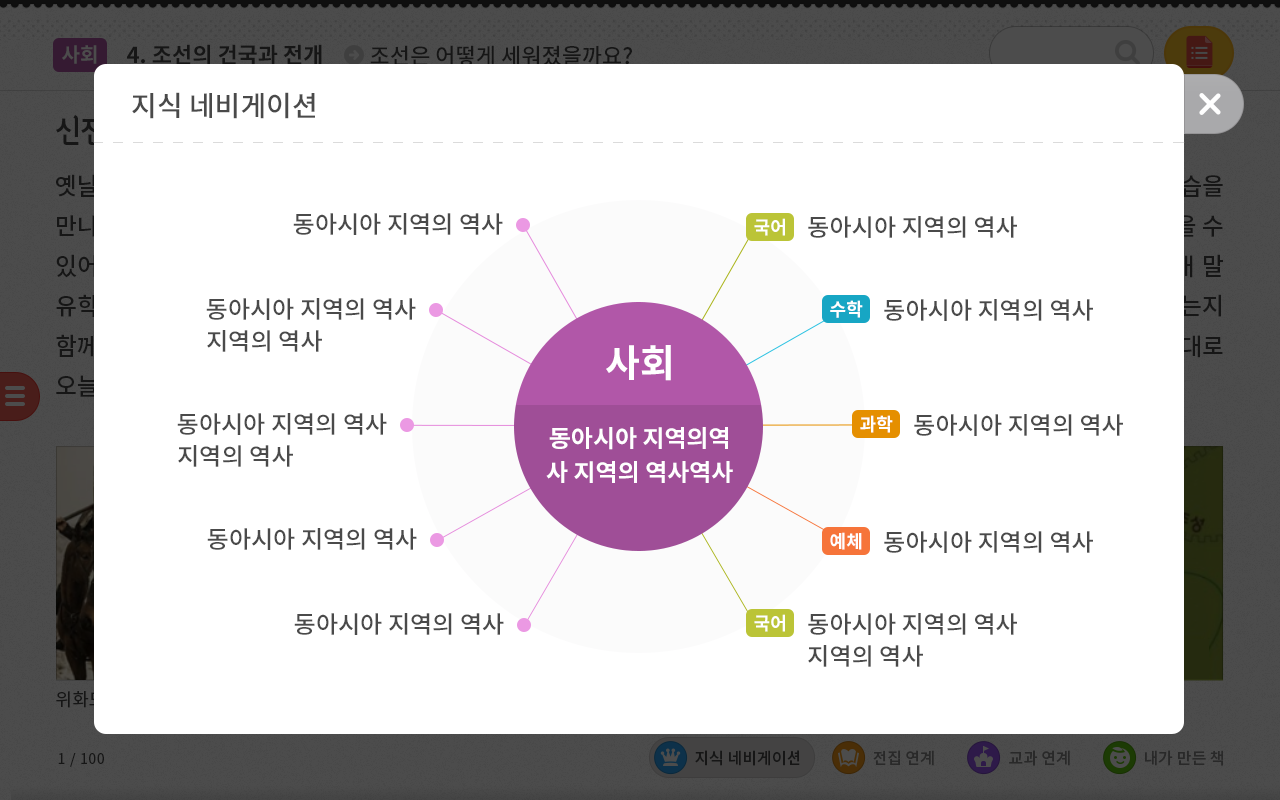 사회 4. 조선의 건국과 전개 조선은 어떻게 세워졌을까요?
지식 네비게이션
옛날
습을
만나
을 수
있어
말
유학
는지
함께
대로
오늘
동아시아 지역의 역사
동아시아 지역의 역사
지역의 역사
동아시아 지역의 역사
지역의 역사
동아시아 지역의 역사
동아시아 지역의 역사
사회
동아시아 지역의역
사 지역의 역사역사
국어 동아시아 지역의 역사
수학 동아시아 지역의 역사
과학 동아시아 지역의 역사
예체 동아시아 지역의 역사
국어 동아시아 지역의 역사
지역의 역사
1 / 100
지식 네비게이션
전집 연계
교과 연계
내가 만든 책